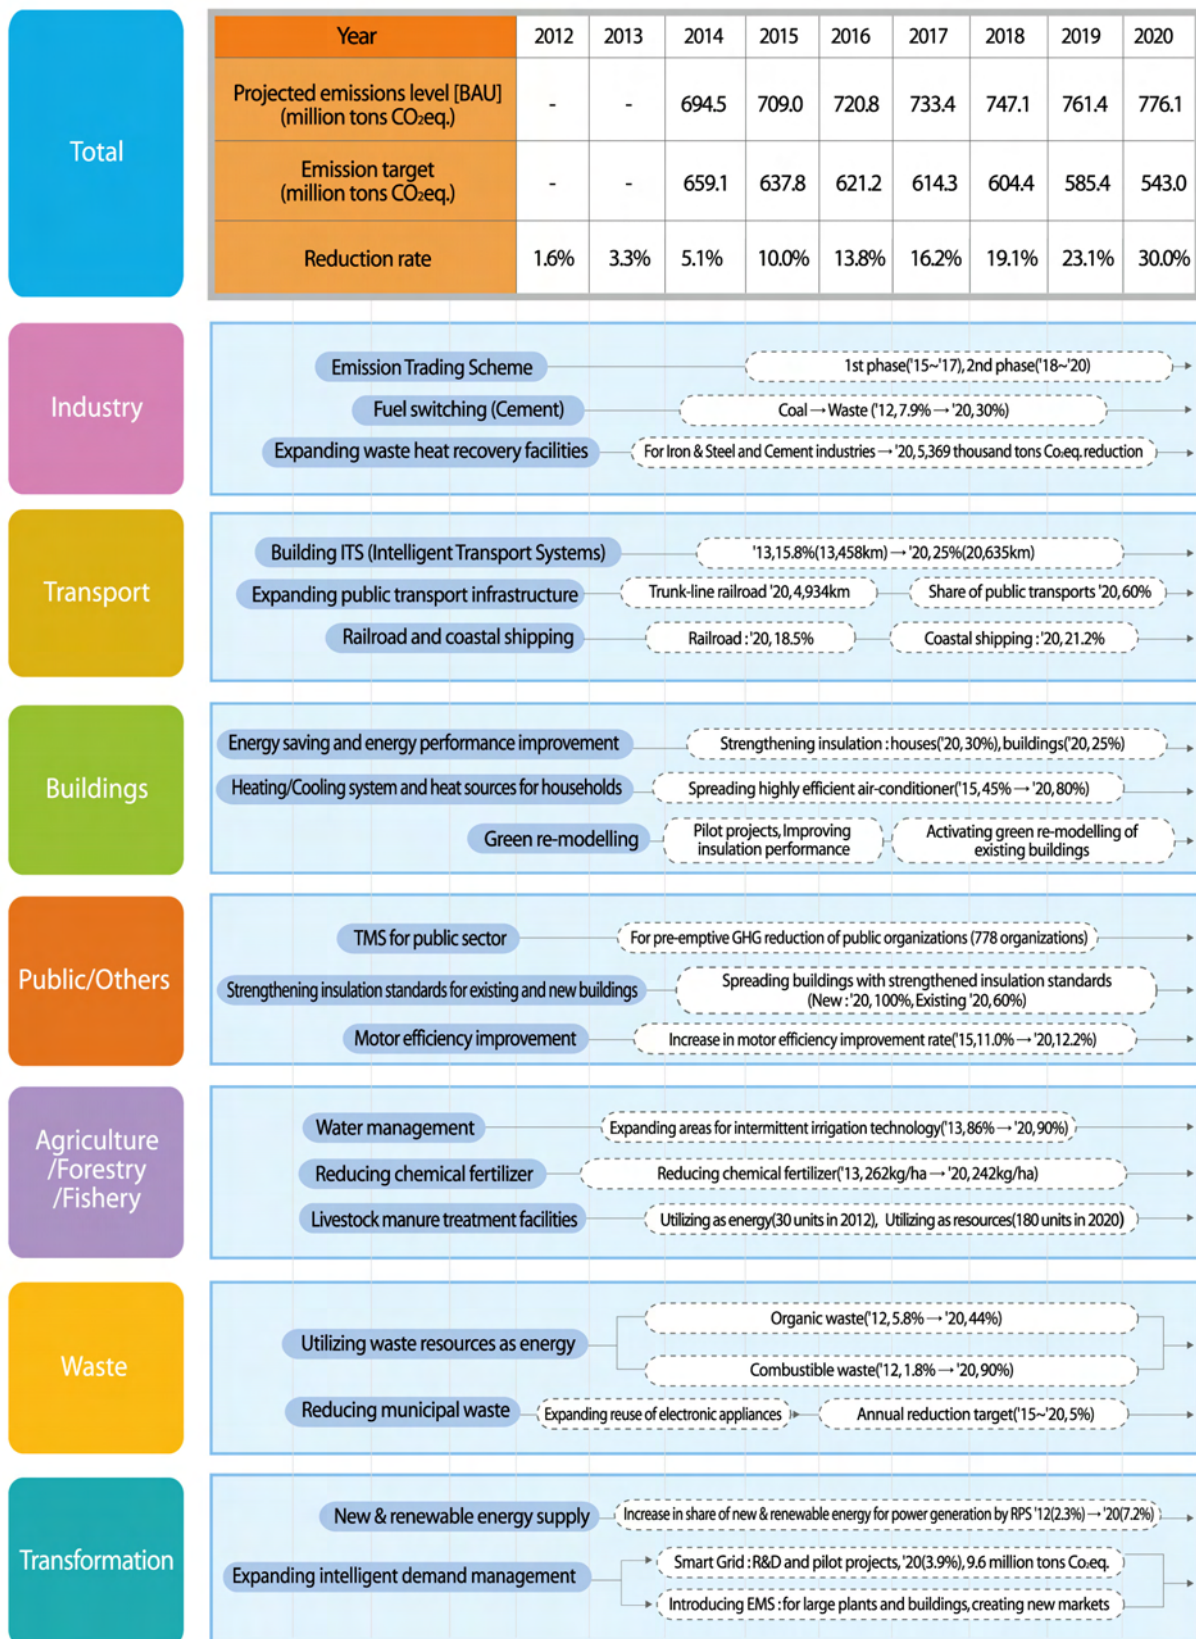 Total
Year 2012 2013 2014 2015 2016 2017 2018 2019 2020
Projected emissions level [BAU]
(million tons CO₂eq.)
- - 694.5 709.0 720.8 733.4 747.1 761.4 776.1
Emission target
(million tons CO₂eq.)
- - 659.1 637.8 621.2 614.3 604.4 585.4 543.0
Reduction rate 1.6% 3.3% 5.1% 10.0% 13.8% 16.2% 19.1% 23.1% 30.0%
Industry
Emission Trading Scheme
1st phase('15~'17), 2nd phase('18~'20)
Fuel switching (Cement)
Coal → Waste ('12, 7.9% → '20, 30%)
Expanding waste heat recovery facilities
For Iron & Steel and Cement industries → '20, 5,369 thousand tons Co₂eq. reduction
Transport
Building ITS (Intelligent Transport Systems)
'13, 15.8%(13,458km) → '20, 25%(20,635km)
Expanding public transport infrastructure
Trunk-line railroad '20, 4,934km
Share of public transports '20, 60%
Railroad and coastal shipping
Railroad : '20, 18.5%
Coastal shipping : '20, 21.2%
Buildings
Energy saving and energy performance improvement
Strengthening insulation : houses('20, 30%), buildings('20, 25%)
Heating/Cooling system and heat sources for households
Spreading highly efficient air-conditioner('15, 45% → '20, 80%)
Green re-modelling
Pilot projects, Improving
insulation performance
Activating green re-modelling of
existing buildings
Public/Others
TMS for public sector
For pre-emptive GHG reduction of public organizations (778 organizations)
Strengthening insulation standards for existing and new buildings
Spreading buildings with strengthened insulation standards
(New : '20, 100%, Existing '20, 60%)
Motor efficiency improvement
Increase in motor efficiency improvement rate('15, 11.0% → '20, 12.2%)
Agriculture
/Forestry
/Fishery
Water management
Expanding areas for intermittent irrigation technology('13, 86% → '20, 90%)
Reducing chemical fertilizer
Reducing chemical fertilizer('13, 262kg/ha → '20, 242kg/ha)
Livestock manure treatment facilities
Utilizing as energy(30 units in 2012), Utilizing as resources(180 units in 2020)
Waste
Utilizing waste resources as energy
Organic waste('12, 5.8% → '20, 44%)
Combustible waste('12, 1.8% → '20, 90%)
Reducing municipal waste
Expanding reuse of electronic appliances
Annual reduction target('15~'20, 5%)
Transformation
New & renewable energy supply
Increase in share of new & renewable energy for power generation by RPS '12(2.3%) → '20(7.2%)
Expanding intelligent demand management
Smart Grid : R&D and pilot projects, '20(3.9%), 9.6 million tons Co₂eq.
Introducing EMS : for large plants and buildings, creating new markets